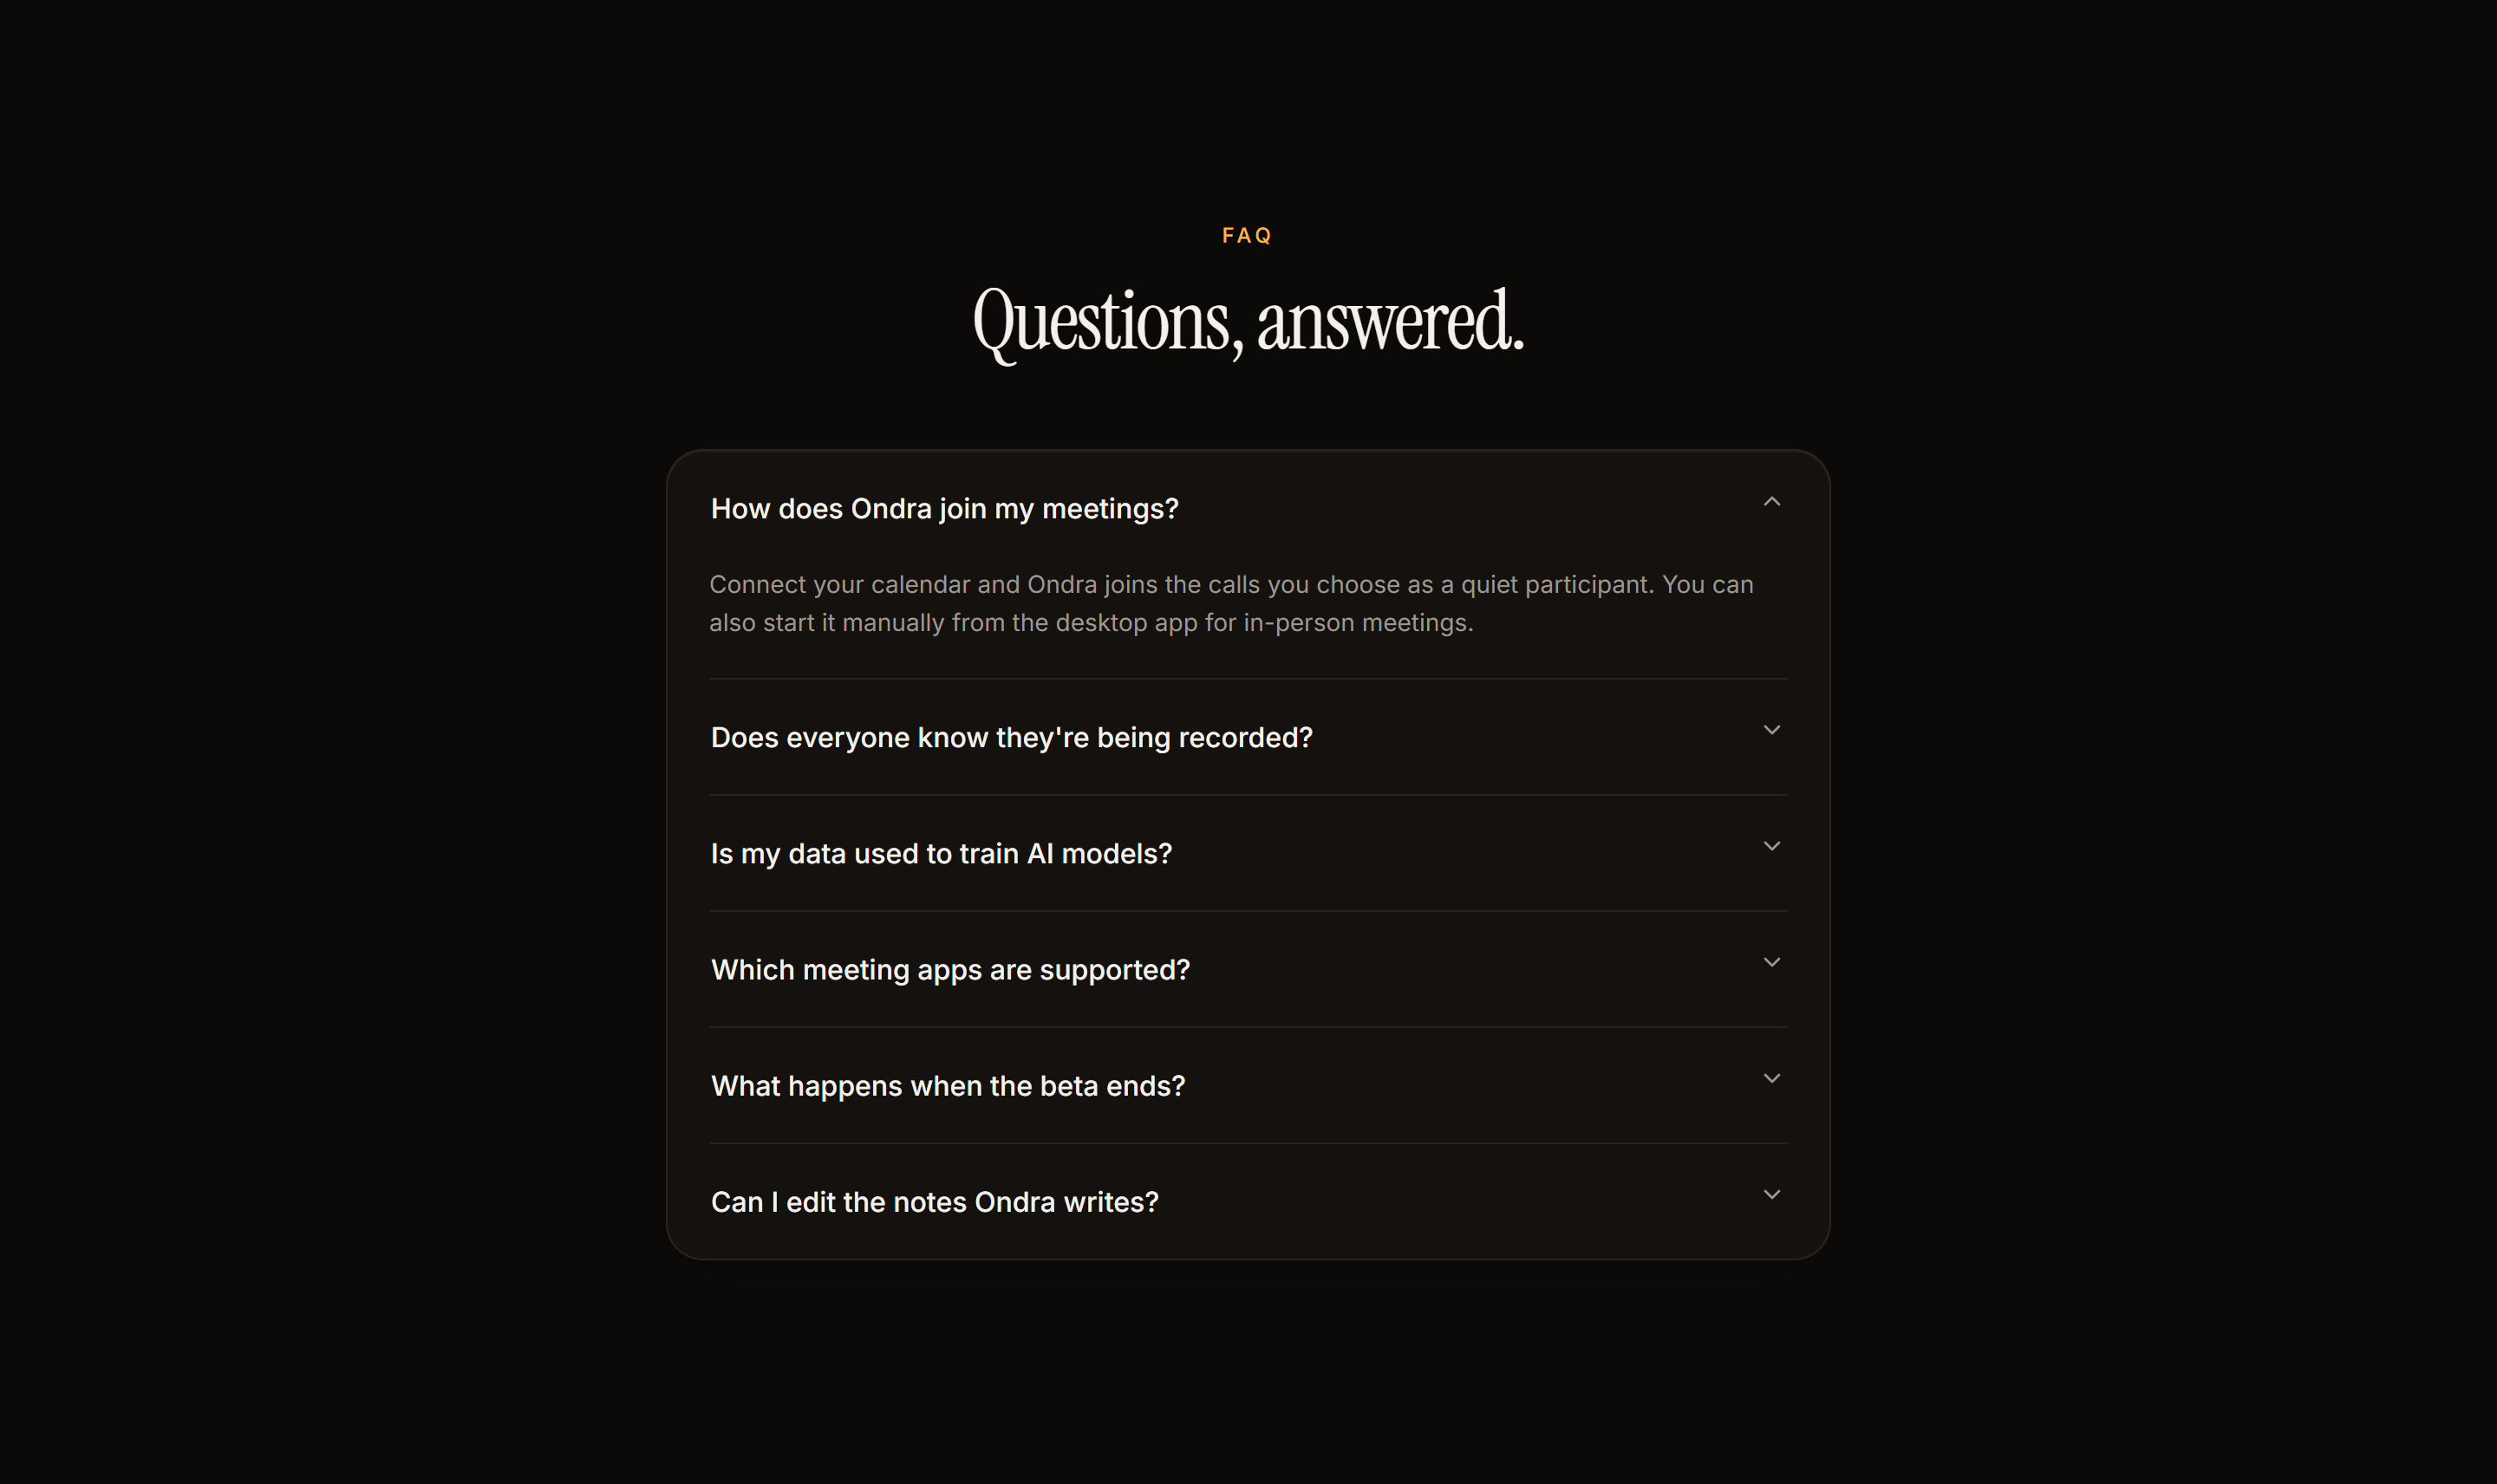 FAQ
Questions, answered.
How does Ondra join my meetings?
Connect your calendar and Ondra joins the calls you choose as a quiet participant. You can
also start it manually from the desktop app for in-person meetings.
Does everyone know they're being recorded?
Is my data used to train AI models?
Which meeting apps are supported?
What happens when the beta ends?
Can I edit the notes Ondra writes?